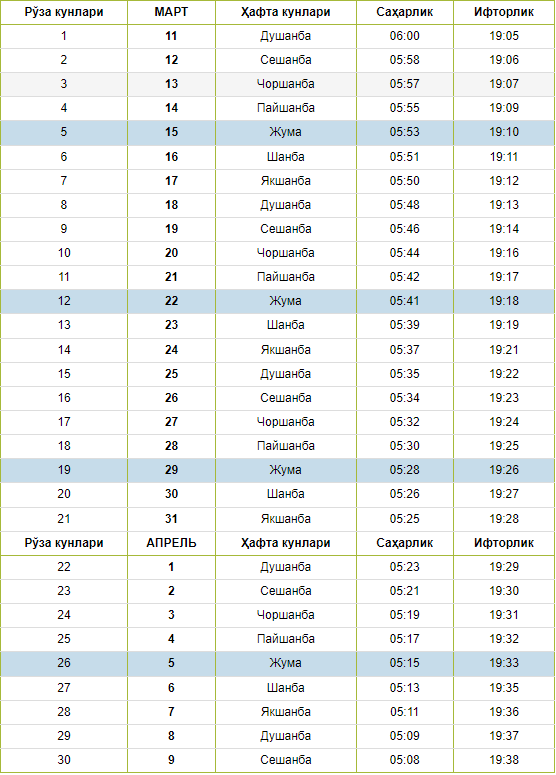 Рўза кунлари МАРТ Ҳафта кунлари Саҳарлик Ифторлик
1 11 Душанба 06:00 19:05
2 12 Сешанба 05:58 19:06
3 13 Чоршанба 05:57 19:07
4 14 Пайшанба 05:55 19:09
5 15 Жума 05:53 19:10
6 16 Шанба 05:51 19:11
7 17 Якшанба 05:50 19:12
8 18 Душанба 05:48 19:13
9 19 Сешанба 05:46 19:14
10 20 Чоршанба 05:44 19:16
11 21 Пайшанба 05:42 19:17
12 22 Жума 05:41 19:18
13 23 Шанба 05:39 19:19
14 24 Якшанба 05:37 19:21
15 25 Душанба 05:35 19:22
16 26 Сешанба 05:34 19:23
17 27 Чоршанба 05:32 19:24
18 28 Пайшанба 05:30 19:25
19 29 Жума 05:28 19:26
20 30 Шанба 05:26 19:27
21 31 Якшанба 05:25 19:28
Рўза кунлари АПРЕЛЬ Ҳафта кунлари Саҳарлик Ифторлик
22 1 Душанба 05:23 19:29
23 2 Сешанба 05:21 19:30
24 3 Чоршанба 05:19 19:31
25 4 Пайшанба 05:17 19:32
26 5 Жума 05:15 19:33
27 6 Шанба 05:13 19:35
28 7 Якшанба 05:11 19:36
29 8 Душанба 05:09 19:37
30 9 Сешанба 05:08 19:38